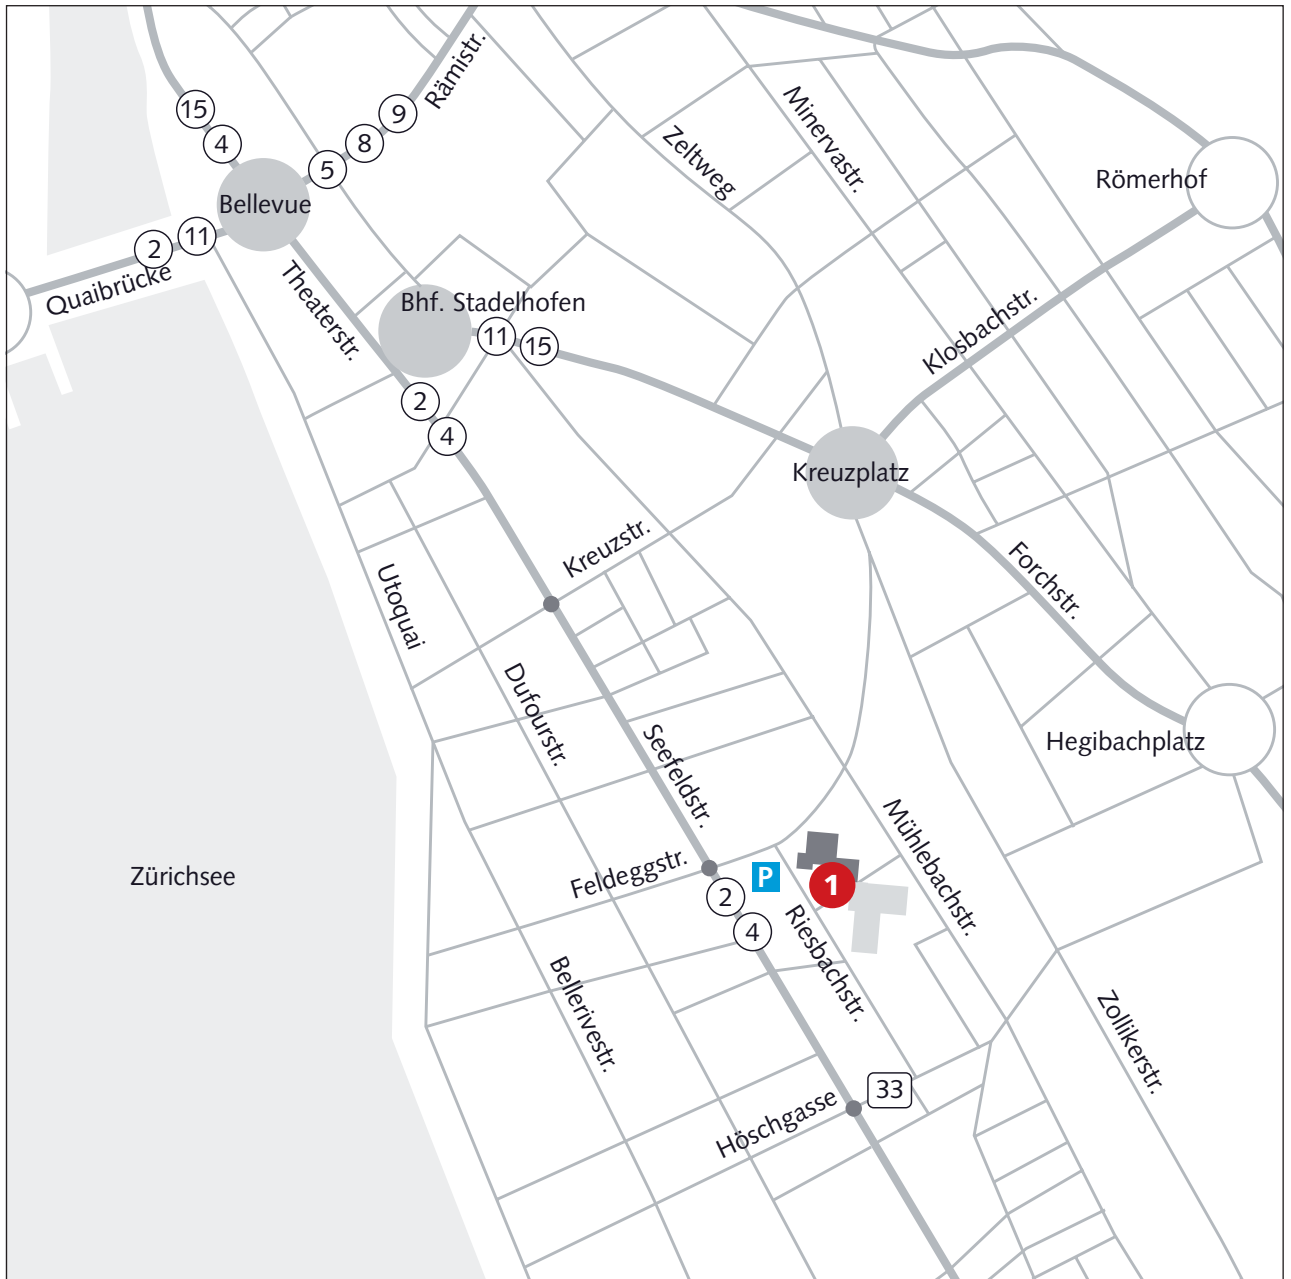 Rämistr.
15
9
4
8
5
Minervastr.
Zeltweg
Römerhof
Bellevue
11
2
Quaibrücke
Theaterstr.
Bhf. Stadelhofen
11
15
Klosbachstr.
2
4
Kreuzplatz
Kreuzstr.
Forchstr.
Utoquai
Dufourstr.
Seefeldstr.
Hegibachplatz
Mühlebachstr.
Zürichsee
Feldeggstr.
P
1
2
4
Riesbachstr.
Bellerivestr.
Zollikerstr.
33
Höschgasse